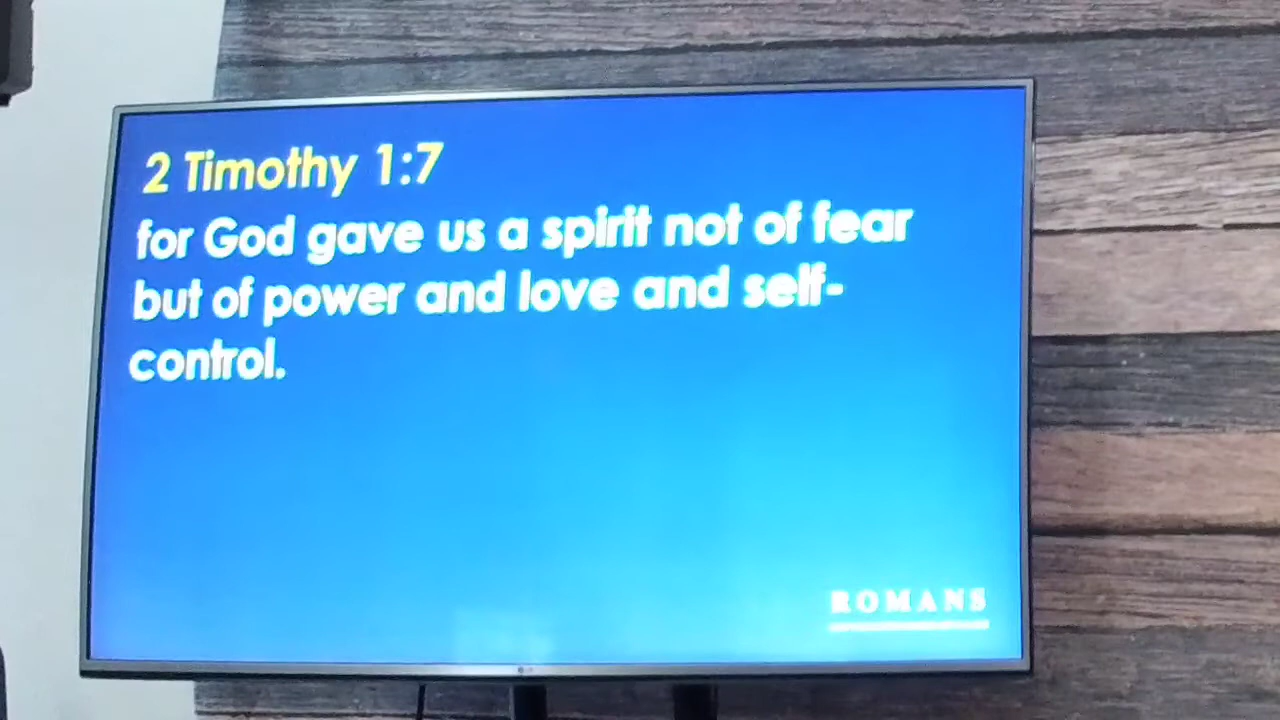 2 Timothy 1:7
for God gave us a spirit not of fear
but of power and love and self-
control.
ROMANS
LG